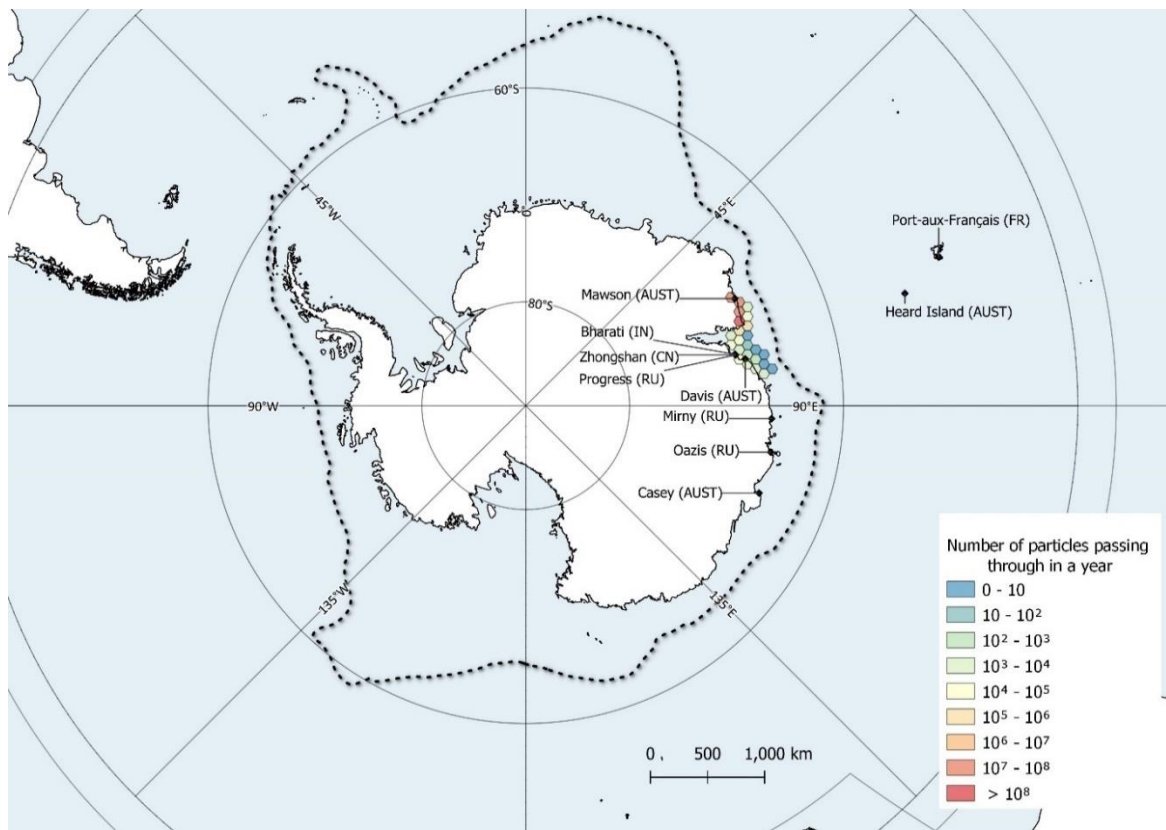 60°S
45°W
0
45°E
Port-aux-Français (FR)
Mawson (AUST)
80°S
Heard Island (AUST)
Bharati (IN)
Zhongshan (CN)
Progress (RU)
Davis (AUST)
90°W
90°E
Mirny (RU)
Oazis (RU)
Casey (AUST)
135°W
135°E
Number of particles passing
through in a year
0 - 10
10 - 10²
10² - 10³
10³ - 10⁴
10⁴ - 10⁵
10⁵ - 10⁶
10⁶ - 10⁷
10⁷ - 10⁸
> 10⁸
0 500 1,000 km